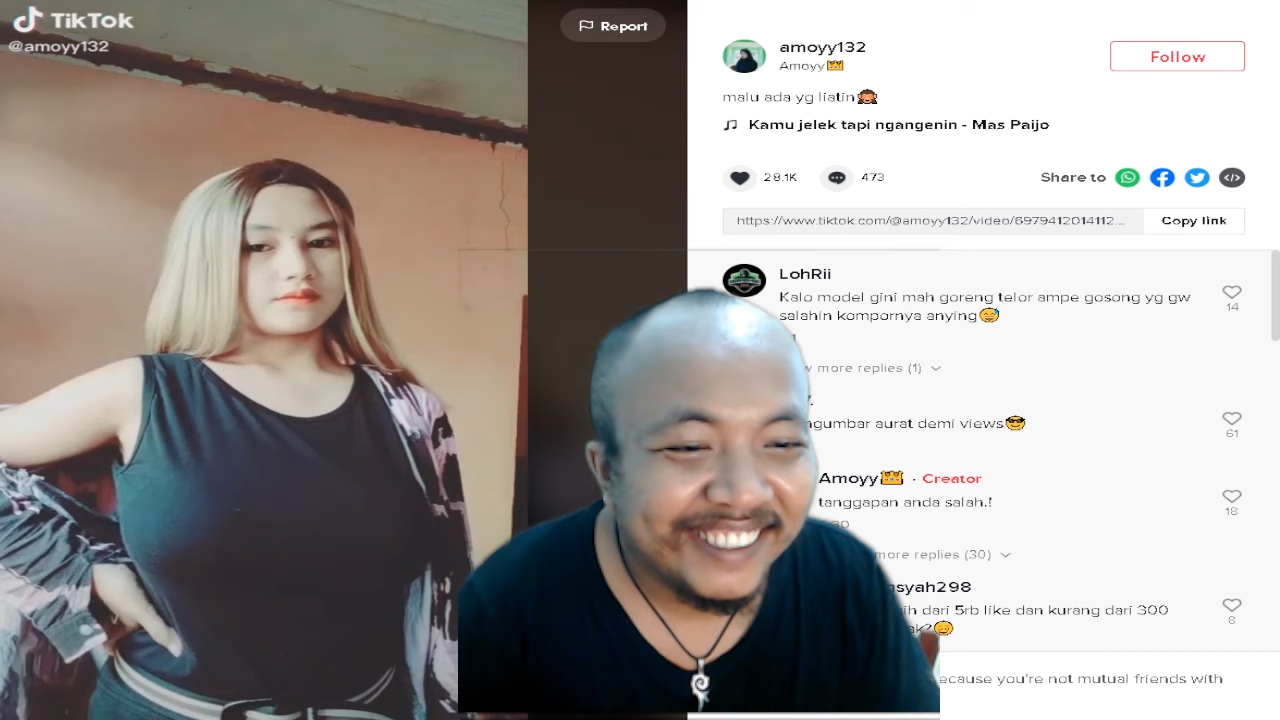 TikTok
@amoyy132
Report
amoyy132
Amoyy
Follow
malu ada yg liatin
Kamu jelek tapi ngangenin - Mas Paijo
28.1K
473
Share to
https://www.tiktok.com/@amoyy132/video/6979412014112...
Copy link
LohRii
Kalo model gini mah goreng telor ampe gosong yg gw
salahin kompornya anying
14
more replies (1)
aurat demi views
61
Amoyy · Creator
tanggapan anda salah.!
18
more replies (30)
dari 5rb like dan kurang dari 300
8
you're not mutual friends with